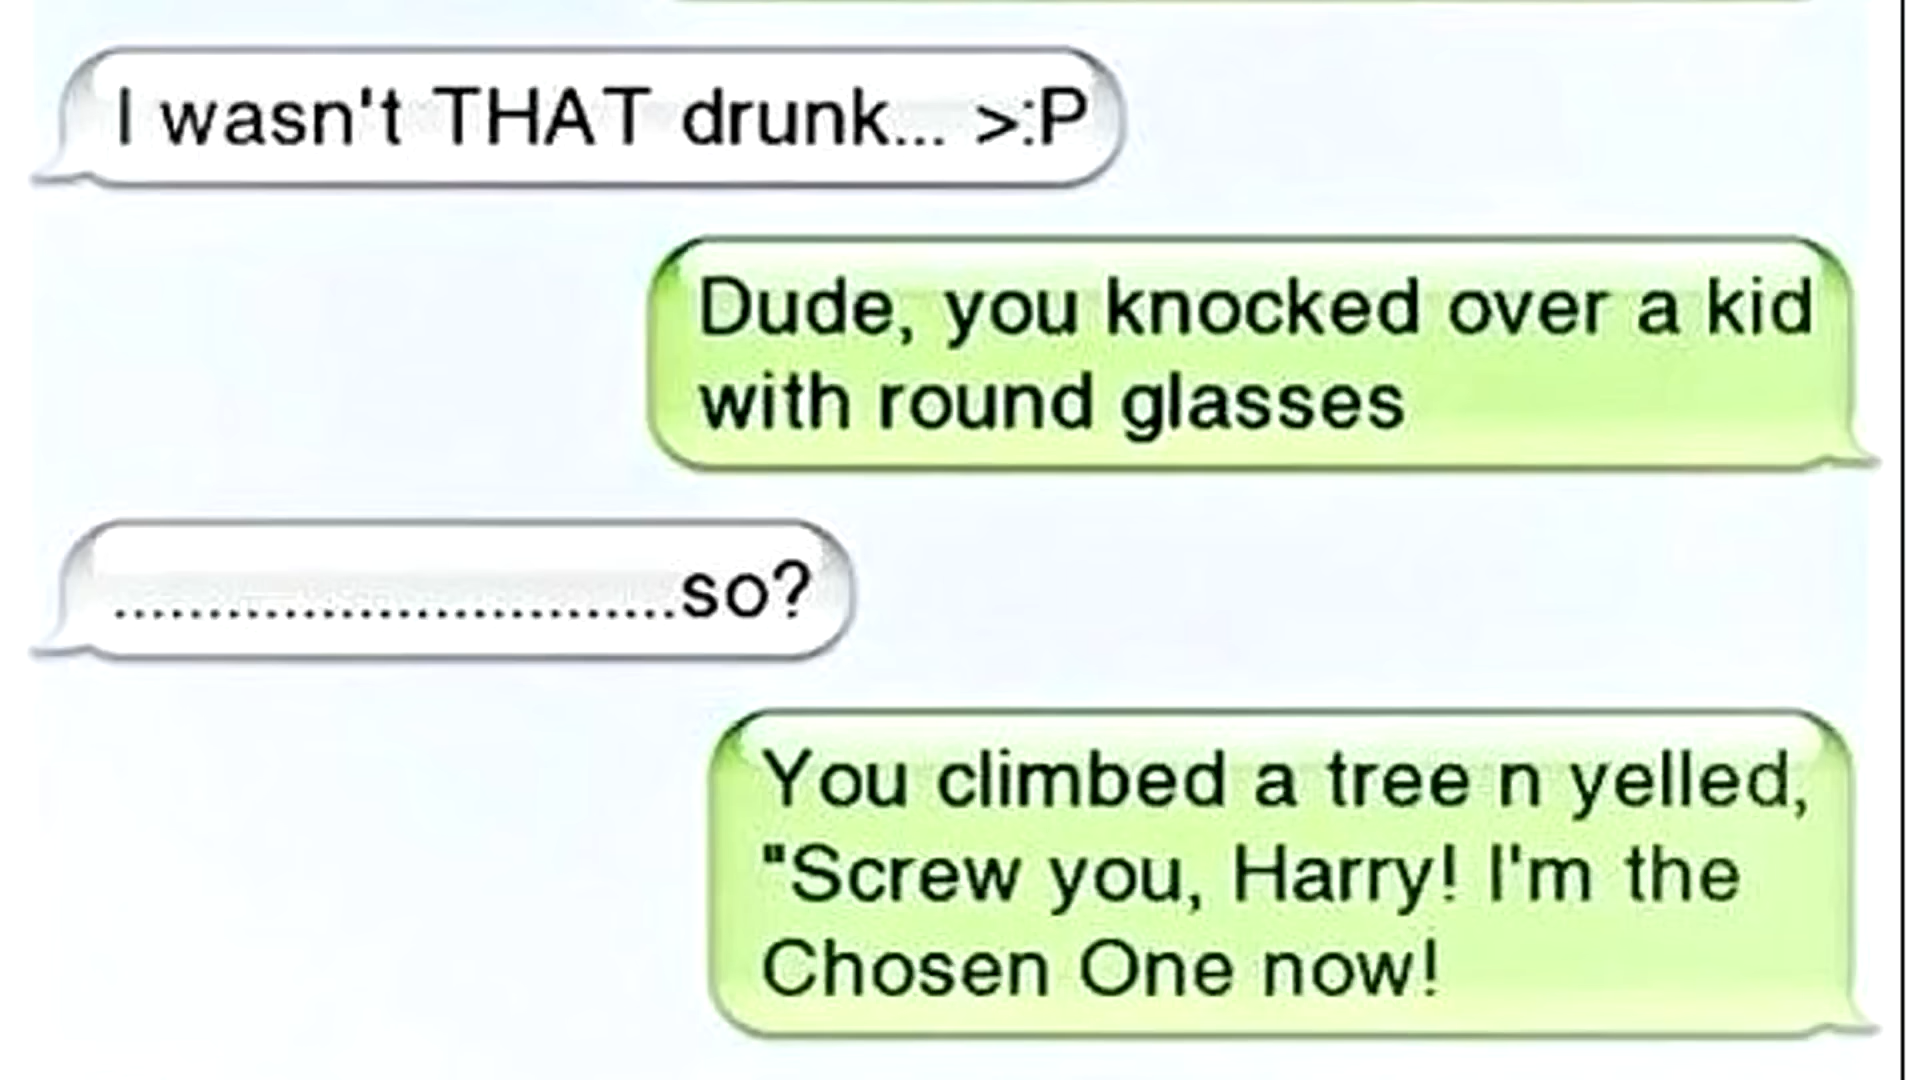 I wasn't THAT drunk... >:P
Dude, you knocked over a kid
with round glasses
..............................so?
You climbed a tree n yelled,
"Screw you, Harry! I'm the
Chosen One now!